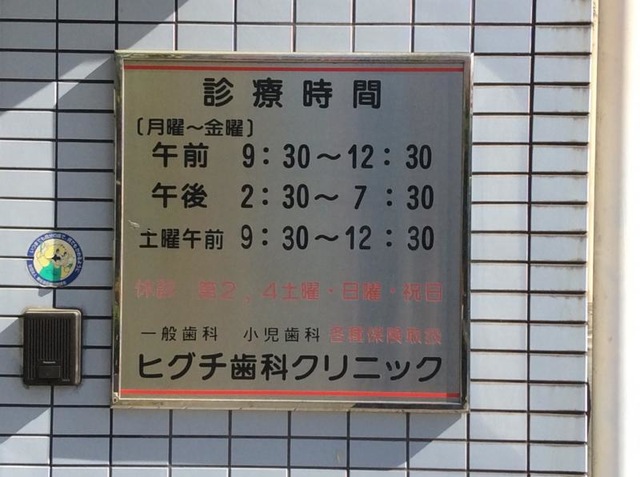 診療時間
〔月曜～金曜〕
午前 9:30～12:30
午後 2:30～7:30
土曜午前 9:30～12:30
休診 第2,4土曜・日曜・祝日
一般歯科 小児歯科 各種保険取扱
ヒグチ歯科クリニック